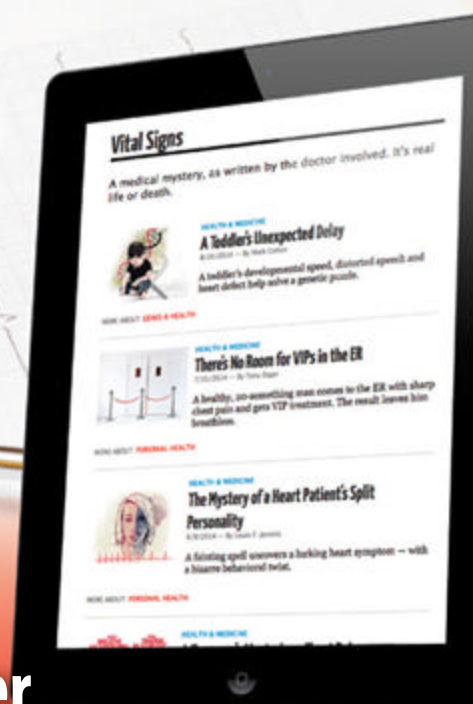 Vital Signs
A medical mystery, as written by the doctor involved. It's real
life or death.
HEALTH & MEDICINE
A Toddler's Unexpected Delay
A toddler's developmental speed, distorted speech and
heart defect help solve a genetic puzzle.
MORE ABOUT: GENES & HEALTH
HEALTH & MEDICINE
There's No Room for VIPs in the ER
A healthy, 20-something man comes to the ER with sharp
chest pain and gets VIP treatment. The result leaves him
breathless.
MORE ABOUT: PERSONAL HEALTH
HEALTH & MEDICINE
The Mystery of a Heart Patient's Split
Personality
A fainting spell uncovers a lurking heart symptom — with
a bizarre behavioral twist.
MORE ABOUT: PERSONAL HEALTH
HEALTH & MEDICINE
er